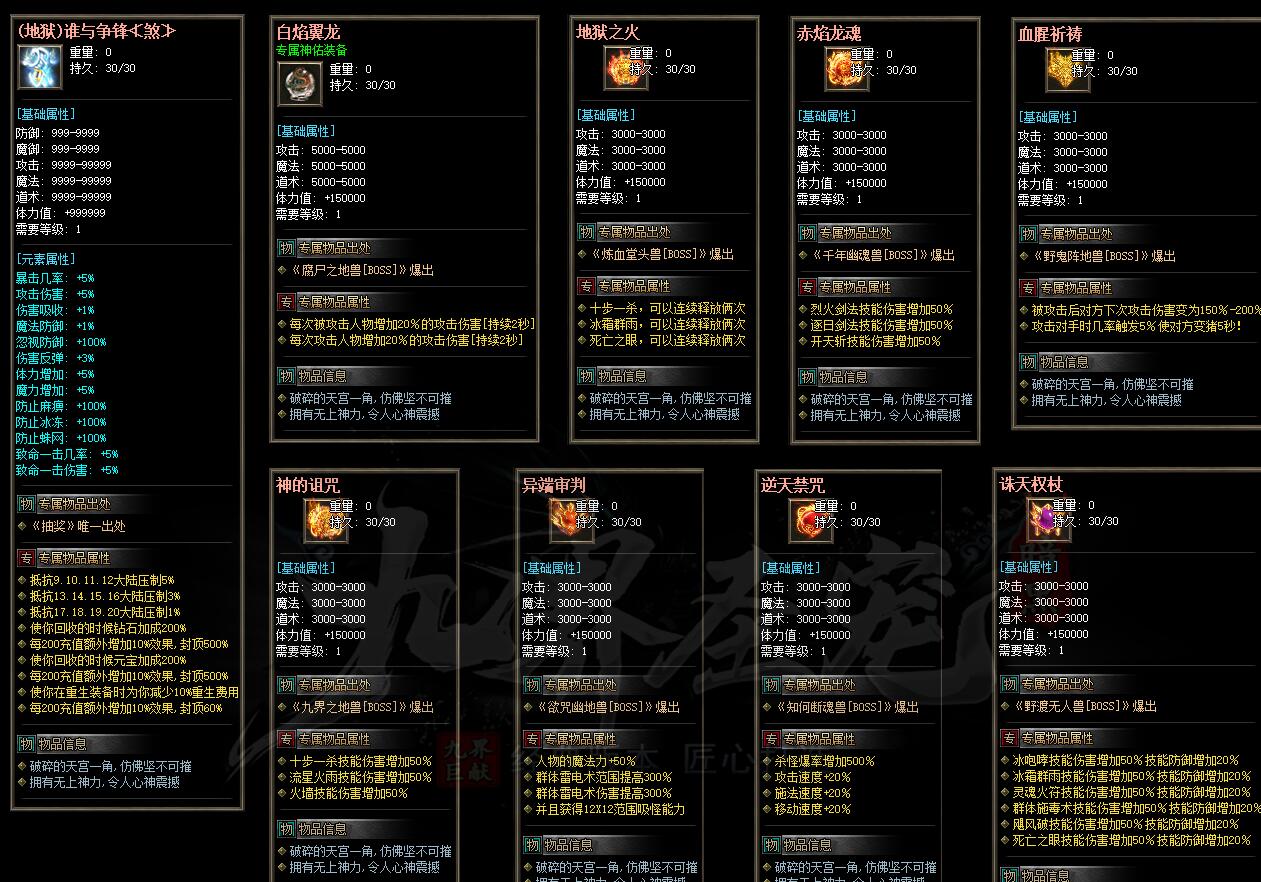 (地狱)谁与争锋≮煞≯
重量: 0
持久: 30/30
[基础属性]
防御: 999-9999
魔御: 999-9999
攻击: 9999-99999
魔法: 9999-99999
道术: 9999-99999
体力值: +999999
需要等级: 1
[元素属性]
暴击几率: +5%
攻击伤害: +5%
伤害吸收: +1%
魔法防御: +1%
忽视防御: +100%
伤害反弹: +3%
体力增加: +5%
魔力增加: +5%
防止麻痹: +100%
防止冰冻: +100%
防止蛛网: +100%
致命一击几率: +5%
致命一击伤害: +5%
物 专属物品出处
《抽奖》唯一出处
专 专属物品属性
抵抗9.10.11.12大陆压制5%
抵抗13.14.15.16大陆压制3%
抵抗17.18.19.20大陆压制1%
使你回收的时候钻石加成200%
每200充值额外增加10%效果,封顶500%
使你回收的时候元宝加成200%
每200充值额外增加10%效果,封顶500%
使你在重生装备时为你减少10%重生费用
每200充值额外增加10%效果,封顶60%
物 物品信息
破碎的天宫一角,仿佛坚不可摧
拥有无上神力,令人心神震撼
白焰翼龙
专属神佑装备
重量: 0
持久: 30/30
[基础属性]
攻击: 5000-5000
魔法: 5000-5000
道术: 5000-5000
体力值: +150000
需要等级: 1
物 专属物品出处
《腐尸之地兽[BOSS]》爆出
专 专属物品属性
每次被攻击人物增加20%的攻击伤害[持续2秒]
每次攻击人物增加20%的攻击伤害[持续2秒]
物 物品信息
破碎的天宫一角,仿佛坚不可摧
拥有无上神力,令人心神震撼
地狱之火
重量: 0
持久: 30/30
[基础属性]
攻击: 3000-3000
魔法: 3000-3000
道术: 3000-3000
体力值: +150000
需要等级: 1
物 专属物品出处
《炼血堂头兽[BOSS]》爆出
专 专属物品属性
十步一杀，可以连续释放俩次
冰霜群雨，可以连续释放俩次
死亡之眼，可以连续释放俩次
物 物品信息
破碎的天宫一角,仿佛坚不可摧
拥有无上神力,令人心神震撼
赤焰龙魂
重量: 0
持久: 30/30
[基础属性]
攻击: 3000-3000
魔法: 3000-3000
道术: 3000-3000
体力值: +150000
需要等级: 1
物 专属物品出处
《千年幽魂兽[BOSS]》爆出
专 专属物品属性
烈火剑法技能伤害增加50%
逐日剑法技能伤害增加50%
开天斩技能伤害增加50%
物 物品信息
破碎的天宫一角,仿佛坚不可摧
拥有无上神力,令人心神震撼
血腥祈祷
重量: 0
持久: 30/30
[基础属性]
攻击: 3000-3000
魔法: 3000-3000
道术: 3000-3000
体力值: +150000
需要等级: 1
物 专属物品出处
《野鬼阵地兽[BOSS]》爆出
专 专属物品属性
被攻击后对方下次攻击伤害变为150%-200%
攻击对手时几率触发5%使对方变猪5秒!
物 物品信息
破碎的天宫一角,仿佛坚不可摧
拥有无上神力,令人心神震撼
神的诅咒
重量: 0
持久: 30/30
[基础属性]
攻击: 3000-3000
魔法: 3000-3000
道术: 3000-3000
体力值: +150000
需要等级: 1
物 专属物品出处
《九界之地兽[BOSS]》爆出
专 专属物品属性
十步一杀技能伤害增加50%
流星火雨技能伤害增加50%
火墙技能伤害增加50%
物 物品信息
破碎的天宫一角,仿佛坚不可摧
拥有无上神力,令人心神震撼
异端审判
重量: 0
持久: 30/30
[基础属性]
攻击: 3000-3000
魔法: 3000-3000
道术: 3000-3000
体力值: +150000
需要等级: 1
物 专属物品出处
《欲咒幽地兽[BOSS]》爆出
专 专属物品属性
人物的魔法力+50%
群体雷电术范围提高300%
群体雷电术伤害提高300%
并且获得12X12范围吸怪能力
物 物品信息
破碎的天宫一角,仿佛坚不可摧
拥有无上神力,令人心神震撼
逆天禁咒
重量: 0
持久: 30/30
[基础属性]
攻击: 3000-3000
魔法: 3000-3000
道术: 3000-3000
体力值: +150000
需要等级: 1
物 专属物品出处
《知何断魂兽[BOSS]》爆出
专 专属物品属性
杀怪爆率增加500%
攻击速度+20%
施法速度+20%
移动速度+20%
物 物品信息
破碎的天宫一角,仿佛坚不可摧
拥有无上神力,令人心神震撼
诛天权杖
重量: 0
持久: 30/30
[基础属性]
攻击: 3000-3000
魔法: 3000-3000
道术: 3000-3000
体力值: +150000
需要等级: 1
物 专属物品出处
《野渡无人兽[BOSS]》爆出
专 专属物品属性
冰咆哮技能伤害增加50%技能防御增加20%
冰霜群雨技能伤害增加50%技能防御增加20%
灵魂火符技能伤害增加50%技能防御增加20%
群体施毒术技能伤害增加50%技能防御增加20%
飓风破技能伤害增加50%技能防御增加20%
死亡之眼技能伤害增加50%技能防御增加20%
物 物品信息
九界
巨献
匠心